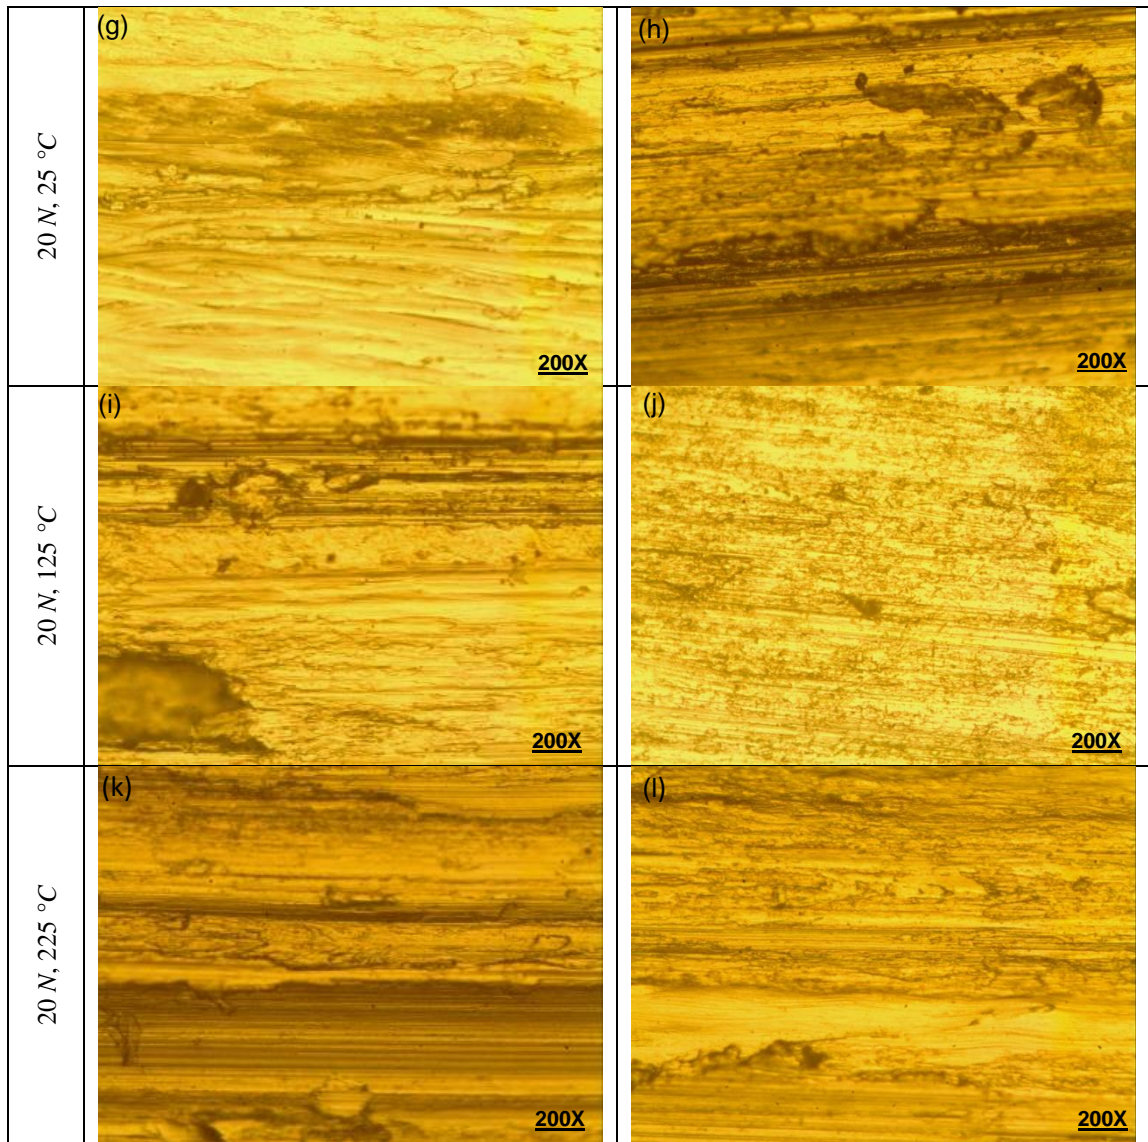 20 N, 25 °C
(g)
200X
(h)
200X
20 N, 125 °C
(i)
200X
(j)
200X
20 N, 225 °C
(k)
200X
(l)
200X